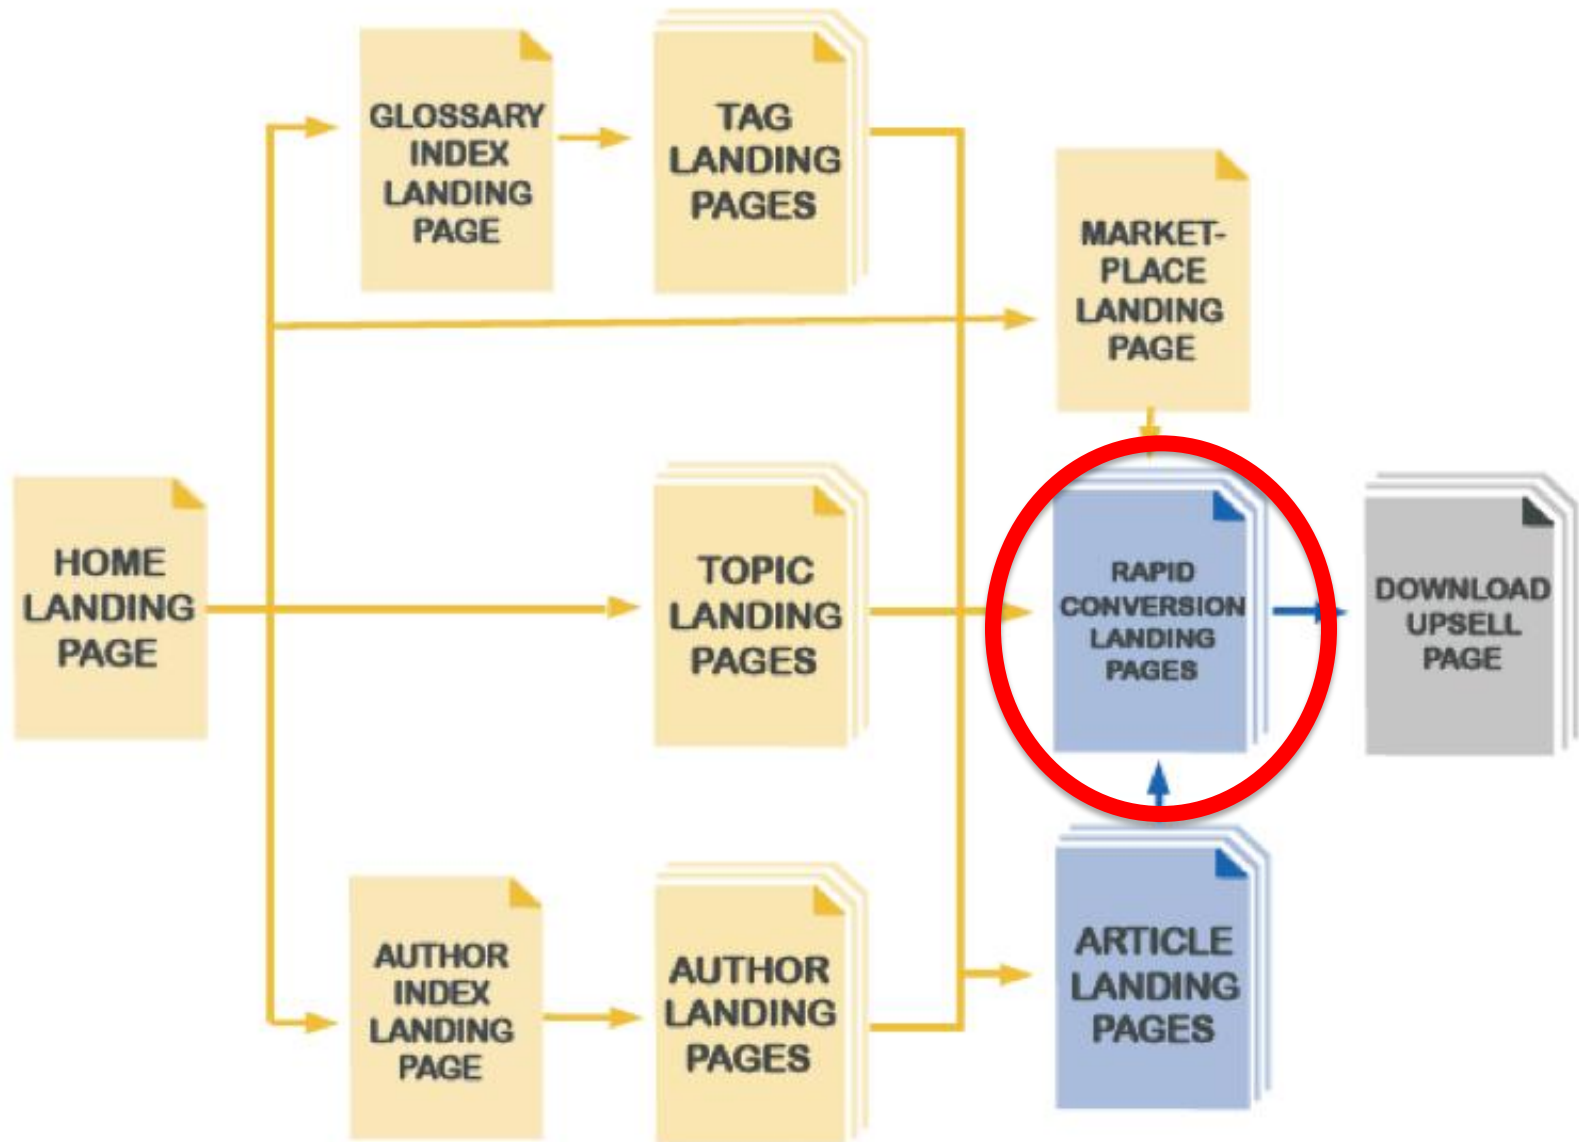 GLOSSARY
INDEX
LANDING
PAGE
TAG
LANDING
PAGES
MARKET-
PLACE
LANDING
PAGE
HOME
LANDING
PAGE
TOPIC
LANDING
PAGES
RAPID
CONVERSION
LANDING
PAGES
DOWNLOAD
UPSELL
PAGE
AUTHOR
INDEX
LANDING
PAGE
AUTHOR
LANDING
PAGES
ARTICLE
LANDING
PAGES